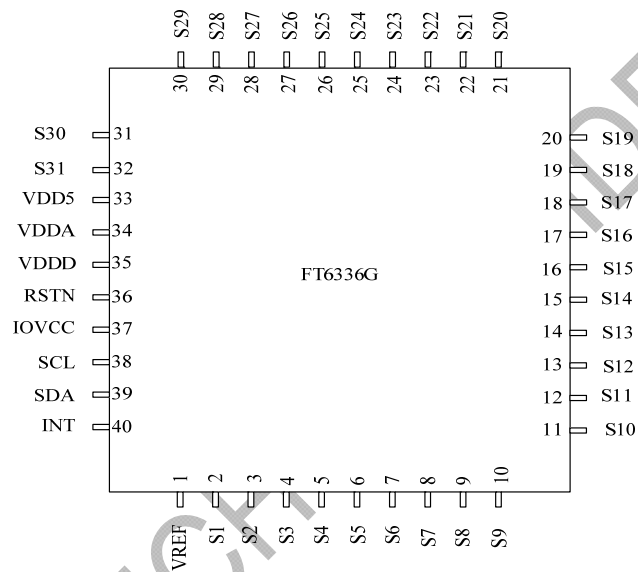 S29 S28 S27 S26 S25 S24 S23 S22 S21 S20
30 29 28 27 26 25 24 23 22 21
S30 31 20 S19
S31 32 19 S18
VDD5 33 18 S17
VDDA 34 17 S16
VDDD 35 16 S15
FT6336G
RSTN 36 15 S14
IOVCC 37 14 S13
SCL 38 13 S12
SDA 39 12 S11
INT 40 11 S10
1 2 3 4 5 6 7 8 9 10
VREF S1 S2 S3 S4 S5 S6 S7 S8 S9